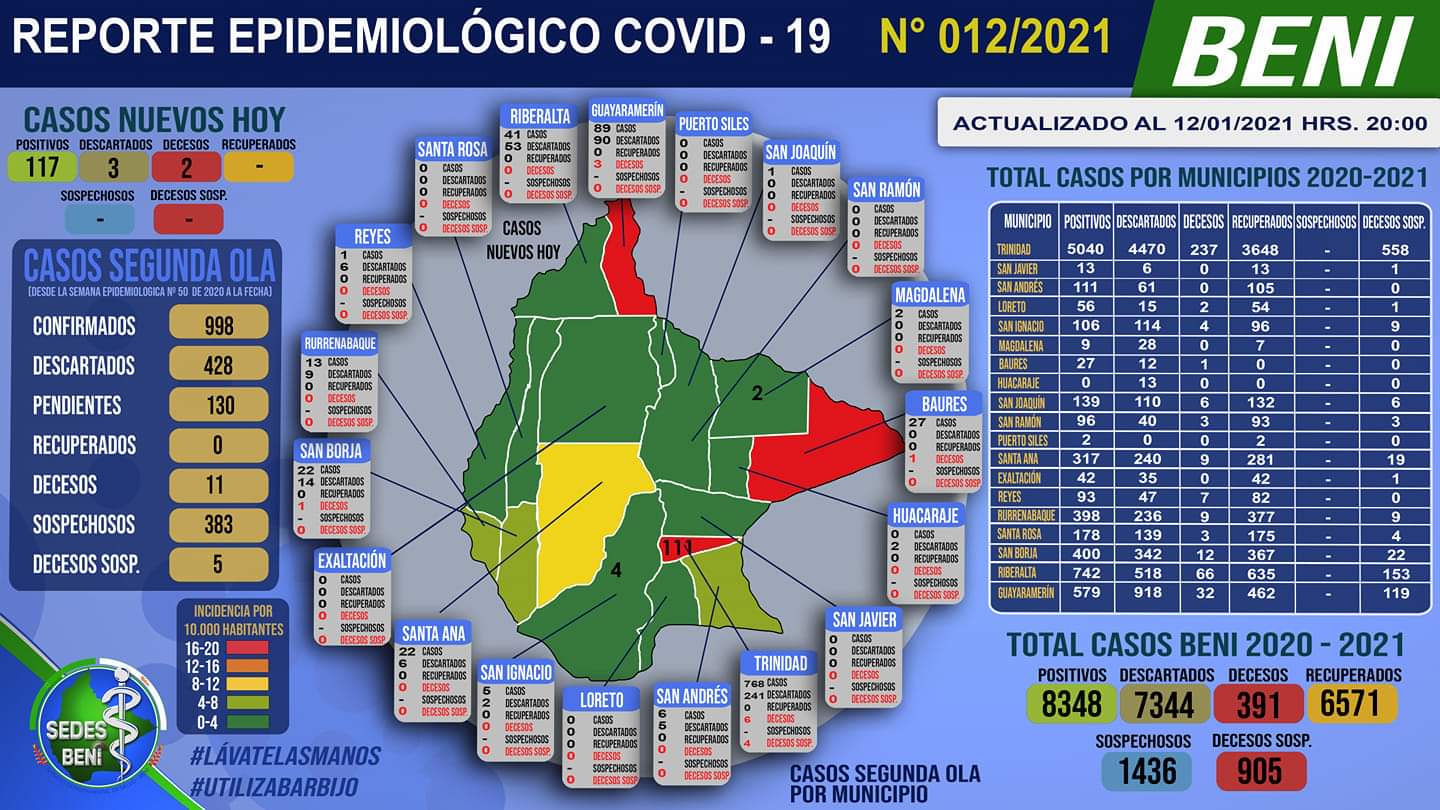 REPORTE EPIDEMIOLÓGICO COVID - 19 N° 012/2021
BENI
ACTUALIZADO AL 12/01/2021 HRS. 20:00
CASOS NUEVOS HOY
POSITIVOS DESCARTADOS DECESOS RECUPERADOS
117 3 2 -
SOSPECHOSOS DECESOS SOSP.
- -
CASOS SEGUNDA OLA
(DESDE LA SEMANA EPIDEMIOLOGICA Nº 50 DE 2020 A LA FECHA)
CONFIRMADOS 998
DESCARTADOS 428
PENDIENTES 130
RECUPERADOS 0
DECESOS 11
SOSPECHOSOS 383
DECESOS SOSP. 5
INCIDENCIA POR
10.000 HABITANTES
16-20
12-16
8-12
4-8
0-4
SEDES
BENI
#LÁVATELASMANOS
#UTILIZABARBIJO
CASOS
NUEVOS HOY
2
4
111
RIBERALTA
41 CASOS
53 DESCARTADOS
0 RECUPERADOS
0 DECESOS
- SOSPECHOSOS
0 DECESOS SOSP.
GUAYARAMERÍN
89 CASOS
90 DESCARTADOS
0 RECUPERADOS
3 DECESOS
- SOSPECHOSOS
0 DECESOS SOSP.
PUERTO SILES
0 CASOS
0 DESCARTADOS
0 RECUPERADOS
0 DECESOS
- SOSPECHOSOS
0 DECESOS SOSP.
SAN JOAQUÍN
1 CASOS
0 DESCARTADOS
0 RECUPERADOS
0 DECESOS
- SOSPECHOSOS
0 DECESOS SOSP.
SAN RAMÓN
0 CASOS
0 DESCARTADOS
0 RECUPERADOS
0 DECESOS
- SOSPECHOSOS
0 DECESOS SOSP.
MAGDALENA
2 CASOS
0 DESCARTADOS
0 RECUPERADOS
0 DECESOS
- SOSPECHOSOS
0 DECESOS SOSP.
BAURES
27 CASOS
0 DESCARTADOS
0 RECUPERADOS
1 DECESOS
- SOSPECHOSOS
0 DECESOS SOSP.
HUACARAJE
0 CASOS
2 DESCARTADOS
0 RECUPERADOS
0 DECESOS
- SOSPECHOSOS
0 DECESOS SOSP.
SAN JAVIER
0 CASOS
0 DESCARTADOS
0 RECUPERADOS
0 DECESOS
- SOSPECHOSOS
0 DECESOS SOSP.
TRINIDAD
768 CASOS
241 DESCARTADOS
0 RECUPERADOS
6 DECESOS
- SOSPECHOSOS
4 DECESOS SOSP.
SAN ANDRÉS
6 CASOS
5 DESCARTADOS
0 RECUPERADOS
0 DECESOS
- SOSPECHOSOS
0 DECESOS SOSP.
LORETO
0 CASOS
0 DESCARTADOS
0 RECUPERADOS
0 DECESOS
- SOSPECHOSOS
0 DECESOS SOSP.
SAN IGNACIO
5 CASOS
2 DESCARTADOS
0 RECUPERADOS
0 DECESOS
- SOSPECHOSOS
0 DECESOS SOSP.
SANTA ANA
22 CASOS
6 DESCARTADOS
0 RECUPERADOS
0 DECESOS
- SOSPECHOSOS
0 DECESOS SOSP.
EXALTACIÓN
0 CASOS
0 DESCARTADOS
0 RECUPERADOS
0 DECESOS
- SOSPECHOSOS
0 DECESOS SOSP.
SAN BORJA
22 CASOS
14 DESCARTADOS
0 RECUPERADOS
1 DECESOS
- SOSPECHOSOS
0 DECESOS SOSP.
RURRENABAQUE
13 CASOS
9 DESCARTADOS
0 RECUPERADOS
0 DECESOS
- SOSPECHOSOS
0 DECESOS SOSP.
REYES
1 CASOS
6 DESCARTADOS
0 RECUPERADOS
0 DECESOS
- SOSPECHOSOS
0 DECESOS SOSP.
SANTA ROSA
0 CASOS
0 DESCARTADOS
0 RECUPERADOS
0 DECESOS
- SOSPECHOSOS
0 DECESOS SOSP.
CASOS SEGUNDA OLA
POR MUNICIPIO
TOTAL CASOS POR MUNICIPIOS 2020-2021
MUNICIPIO POSITIVOS DESCARTADOS DECESOS RECUPERADOS SOSPECHOSOS DECESOS SOSP.
TRINIDAD 5040 4470 237 3648 - 558
SAN JAVIER 13 6 0 13 - 1
SAN ANDRÉS 111 61 0 105 - 0
LORETO 56 15 2 54 - 1
SAN IGNACIO 106 114 4 96 - 9
MAGDALENA 9 28 0 7 - 0
BAURES 27 12 1 0 - 0
HUACARAJE 0 13 0 0 - 0
SAN JOAQUÍN 139 110 6 132 - 6
SAN RAMÓN 96 40 3 93 - 3
PUERTO SILES 2 0 0 2 - 0
SANTA ANA 317 240 9 281 - 19
EXALTACIÓN 42 35 0 42 - 1
REYES 93 47 7 82 - 0
RURRENABAQUE 398 236 9 377 - 9
SANTA ROSA 178 139 3 175 - 4
SAN BORJA 400 342 12 367 - 22
RIBERALTA 742 518 66 635 - 153
GUAYARAMERÍN 579 918 32 462 - 119
TOTAL CASOS BENI 2020 - 2021
POSITIVOS DESCARTADOS DECESOS RECUPERADOS
8348 7344 391 6571
SOSPECHOSOS DECESOS SOSP.
1436 905